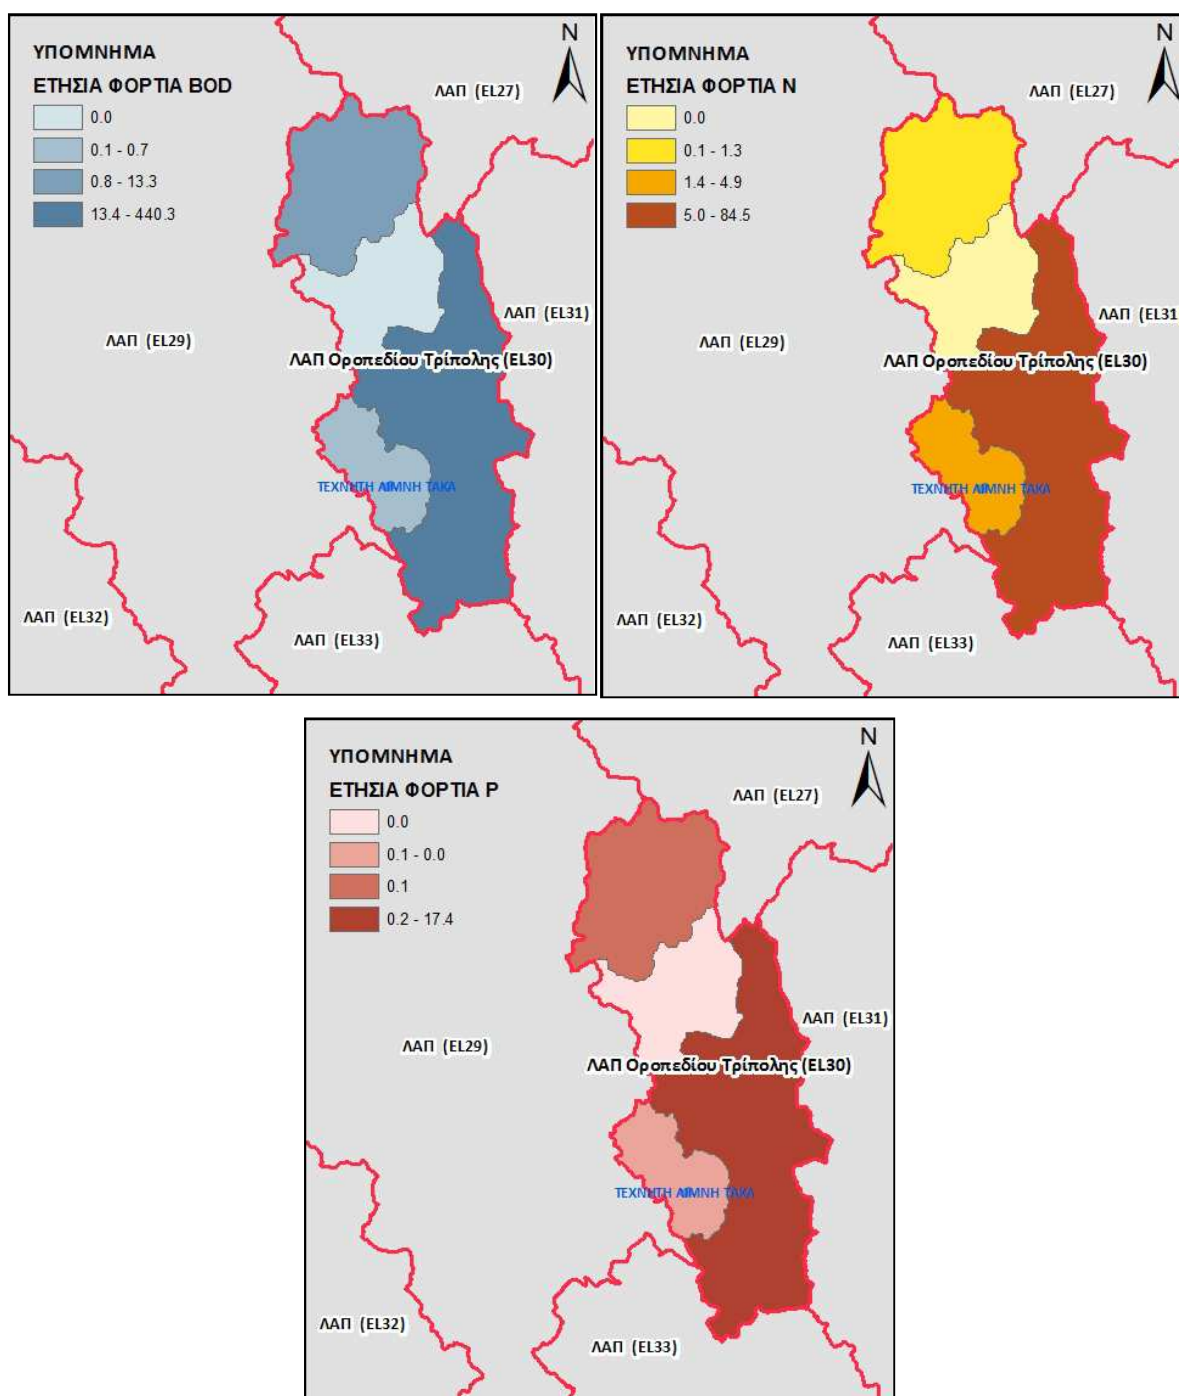 ΥΠΟΜΝΗΜΑ
ΕΤΗΣΙΑ ΦΟΡΤΙΑ BOD
0.0
0.1 - 0.7
0.8 - 13.3
13.4 - 440.3
N
ΛΑΠ (EL27)
ΛΑΠ (EL31)
ΛΑΠ (EL29)
ΛΑΠ Οροπεδίου Τρίπολης (EL30)
ΤΕΧΝΗΤΗ ΛΙΜΝΗ ΤΑΚΑ
ΛΑΠ (EL32)
ΛΑΠ (EL33)
ΥΠΟΜΝΗΜΑ
ΕΤΗΣΙΑ ΦΟΡΤΙΑ N
0.0
0.1 - 1.3
1.4 - 4.9
5.0 - 84.5
N
ΛΑΠ (EL27)
ΛΑΠ (EL31
ΛΑΠ (EL29)
ΛΑΠ Οροπεδίου Τρίπολης (EL30)
ΤΕΧΝΗΤΗ ΛΙΜΝΗ ΤΑΚΑ
ΛΑΠ (EL32)
ΛΑΠ (EL33)
ΥΠΟΜΝΗΜΑ
ΕΤΗΣΙΑ ΦΟΡΤΙΑ P
0.0
0.1 - 0.0
0.1
0.2 - 17.4
N
ΛΑΠ (EL27)
ΛΑΠ (EL31)
ΛΑΠ (EL29)
ΛΑΠ Οροπεδίου Τρίπολης (EL30)
ΤΕΧΝΗΤΗ ΛΙΜΝΗ ΤΑΚΑ
ΛΑΠ (EL32)
ΛΑΠ (EL33)